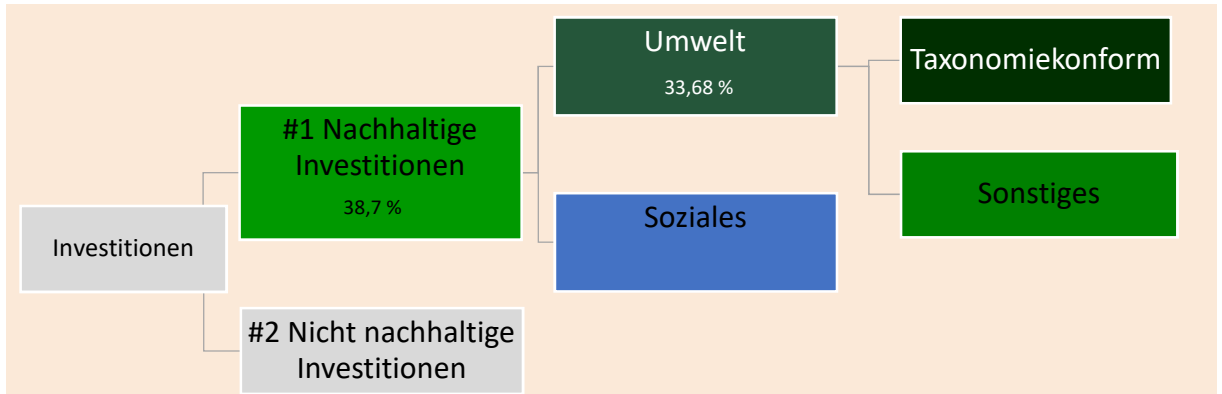 Investitionen
#1 Nachhaltige
Investitionen
38,7 %
#2 Nicht nachhaltige
Investitionen
Umwelt
33,68 %
Soziales
Taxonomiekonform
Sonstiges